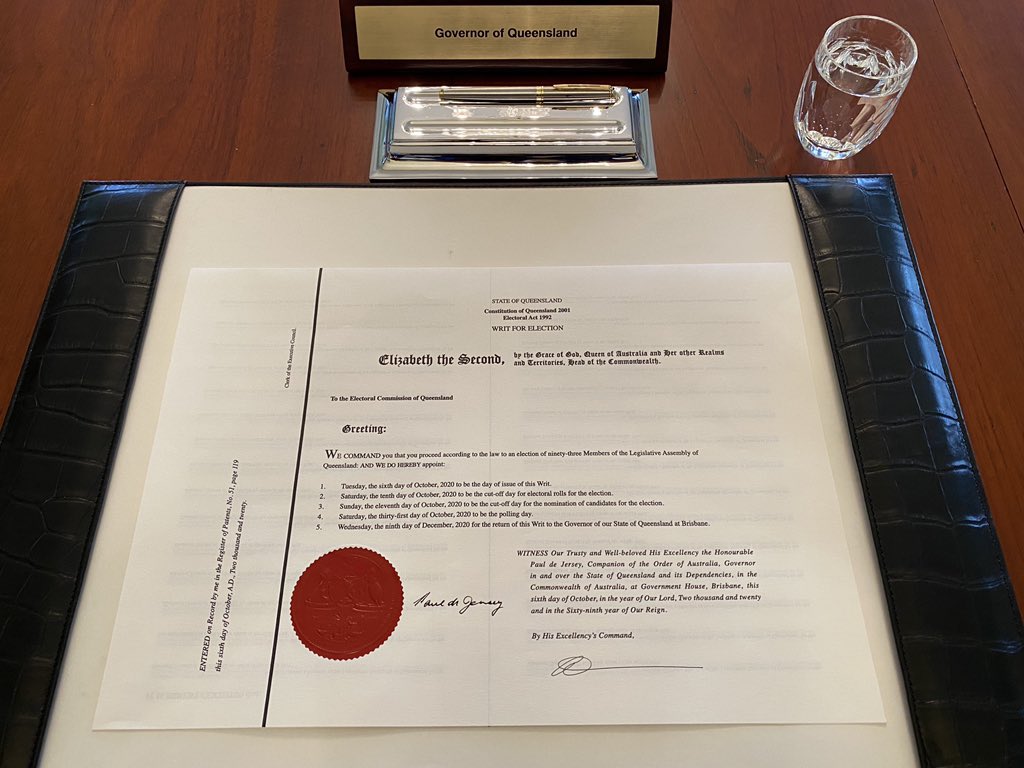 Governor of Queensland
STATE OF QUEENSLAND
Constitution of Queensland 2001
Electoral Act 1992
WRIT FOR ELECTION
Elizabeth the Second,
by the Grace of God, Queen of Australia and Her other Realms
and Territories, Head of the Commonwealth.
To the Electoral Commission of Queensland
Greeting:
WE COMMAND you that you proceed according to the law to an election of ninety-three Members of the Legislative Assembly of
Queensland: AND WE DO HEREBY appoint:
1. Tuesday, the sixth day of October, 2020 to be the day of issue of this Writ.
2. Saturday, the tenth day of October, 2020 to be the cut-off day for electoral rolls for the election.
3. Sunday, the eleventh day of October, 2020 to be the cut-off day for the nomination of candidates for the election.
4. Saturday, the thirty-first day of October, 2020 to be the polling day.
5. Wednesday, the ninth day of December, 2020 for the return of this Writ to the Governor of our State of Queensland at Brisbane.
WITNESS Our Trusty and Well-beloved His Excellency the Honourable
Paul de Jersey, Companion of the Order of Australia, Governor
in and over the State of Queensland and its Dependencies, in the
Commonwealth of Australia, at Government House, Brisbane, this
sixth day of October, in the year of Our Lord, Two thousand and twenty
and in the Sixty-ninth year of Our Reign.
Paul de Jersey
By His Excellency's Command,
ENTERED on Record by me in the Register of Patents, No. 51, page 119
this sixth day of October, A.D., Two thousand and twenty.
Clerk of the Executive Council.